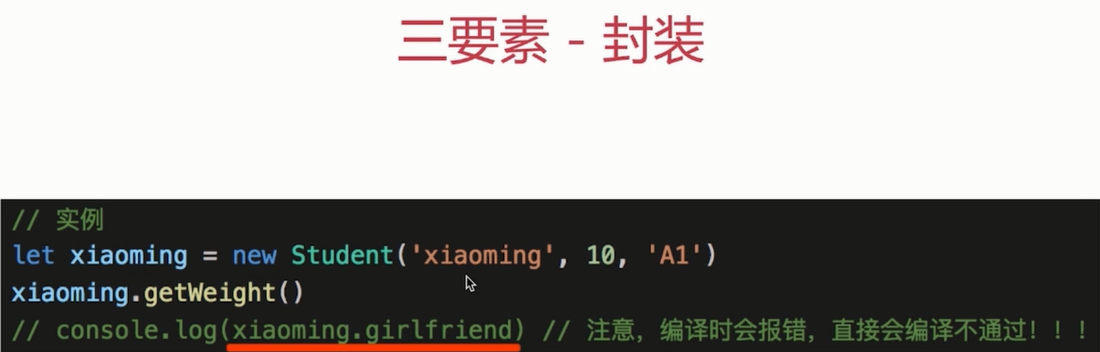 三要素 - 封装
// 实例
let xiaoming = new Student('xiaoming', 10, 'A1')
xiaoming.getWeight()
// console.log(xiaoming.girlfriend) // 注意，编译时会报错，直接会编译不通过！！！